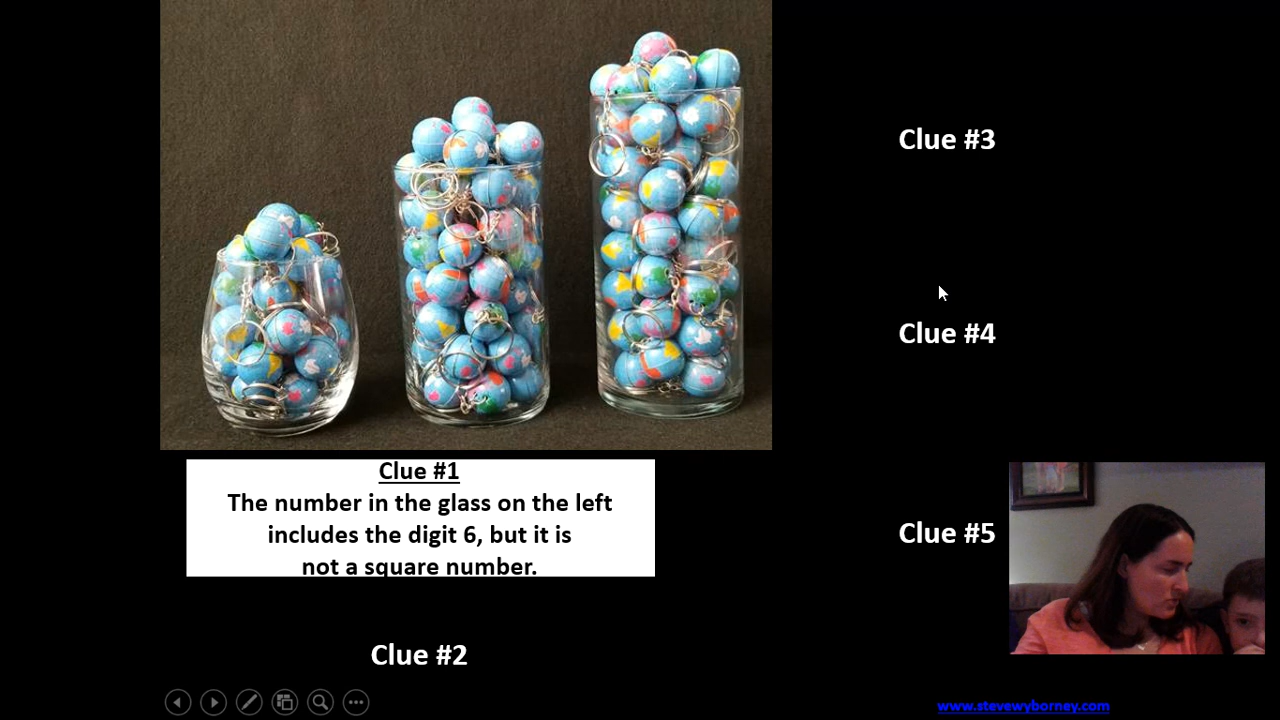 Clue #3
Clue #4
Clue #1
The number in the glass on the left
includes the digit 6, but it is
not a square number.
Clue #5
Clue #2
www.stevewyborney.com